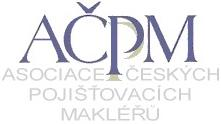 AČPM
ASOCIACE ČESKÝCH
POJIŠŤOVACÍCH
MAKLÉŘŮ